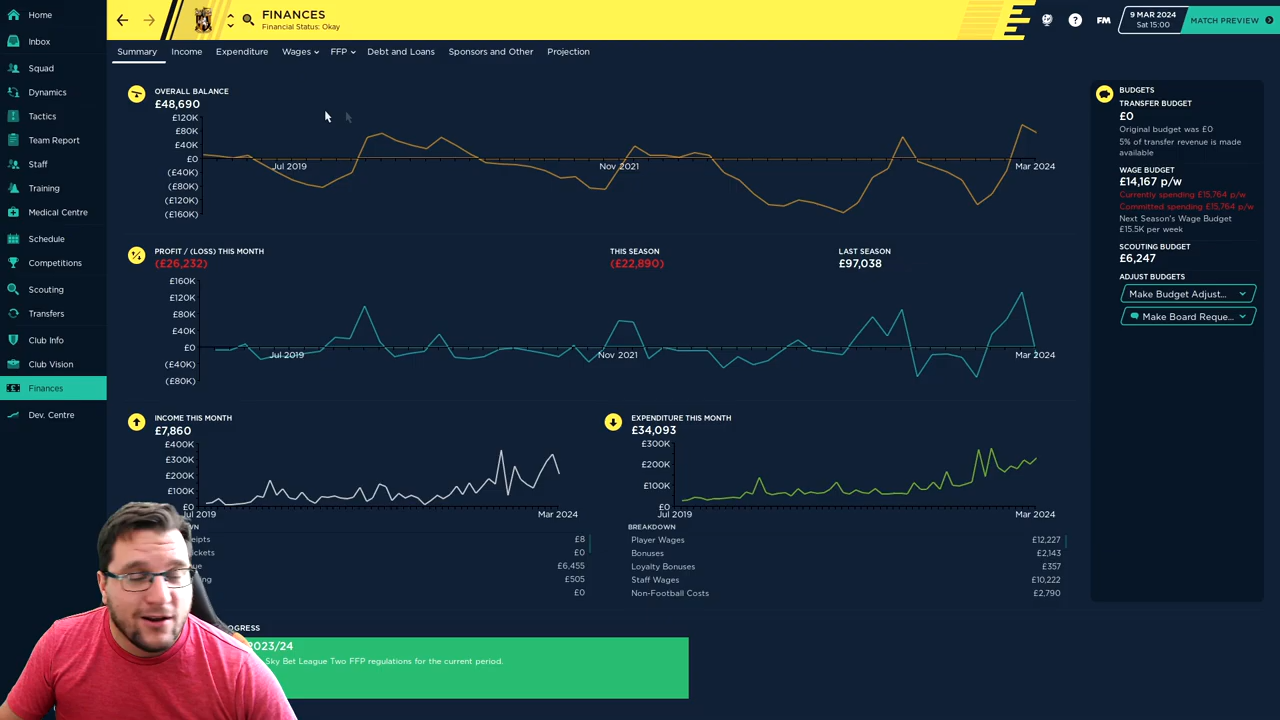 Home
Inbox
Squad
Dynamics
Tactics
Team Report
Staff
Training
Medical Centre
Schedule
Competitions
Scouting
Transfers
Club Info
Club Vision
Finances
Dev. Centre
FINANCES
Financial Status: Okay
FM
9 MAR 2024
Sat 15:00
MATCH PREVIEW
Summary Income Expenditure Wages FFP Debt and Loans Sponsors and Other Projection
OVERALL BALANCE
£48,690
£120K
£80K
£40K
£0
(£40K)
(£80K)
(£120K)
(£160K)
Jul 2019 Nov 2021 Mar 2024
PROFIT / (LOSS) THIS MONTH
(£26,232)
THIS SEASON
(£22,890)
LAST SEASON
£97,038
£160K
£120K
£80K
£40K
£0
(£40K)
(£80K)
Jul 2019 Nov 2021 Mar 2024
INCOME THIS MONTH
£7,860
£400K
£300K
£200K
£100K
£0
Jul 2019 Mar 2024
WN
eipts £8
ckets £0
ue £6,455
ng £505
£0
EXPENDITURE THIS MONTH
£34,093
£300K
£200K
£100K
£0
Jul 2019 Mar 2024
BREAKDOWN
Player Wages £12,227
Bonuses £2,143
Loyalty Bonuses £357
Staff Wages £10,222
Non-Football Costs £2,790
OGRESS
2023/24
Sky Bet League Two FFP regulations for the current period.
BUDGETS
TRANSFER BUDGET
£0
Original budget was £0
5% of transfer revenue is made
available
WAGE BUDGET
£14,167 p/w
Currently spending £15,764 p/w
Committed spending £15,764 p/w
Next Season's Wage Budget
£15.5K per week
SCOUTING BUDGET
£6,247
ADJUST BUDGETS
Make Budget Adjust...
Make Board Reque...